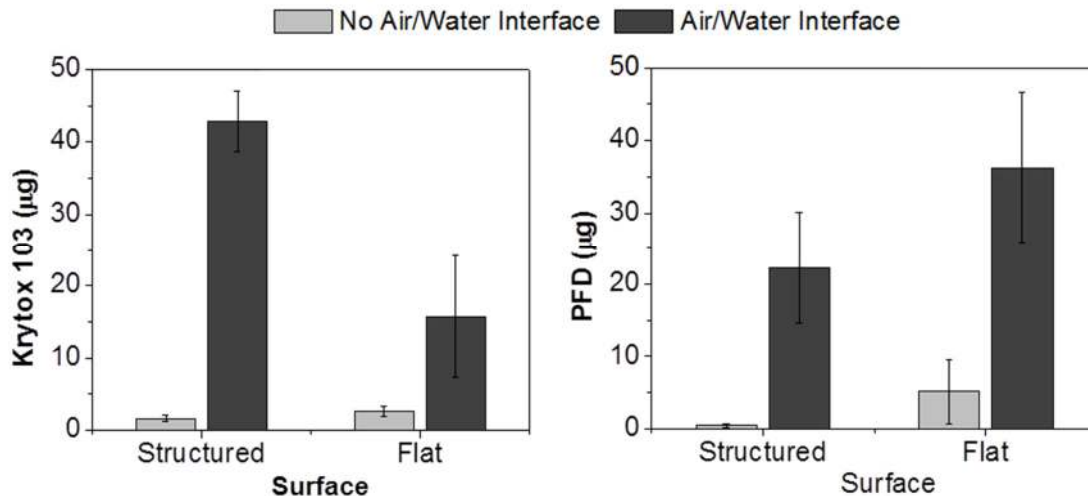 No Air/Water Interface Air/Water Interface
50
40
30
20
10
0
Krytox 103 (μg)
Structured Flat
Surface
50
40
30
20
10
0
PFD (μg)
Structured Flat
Surface